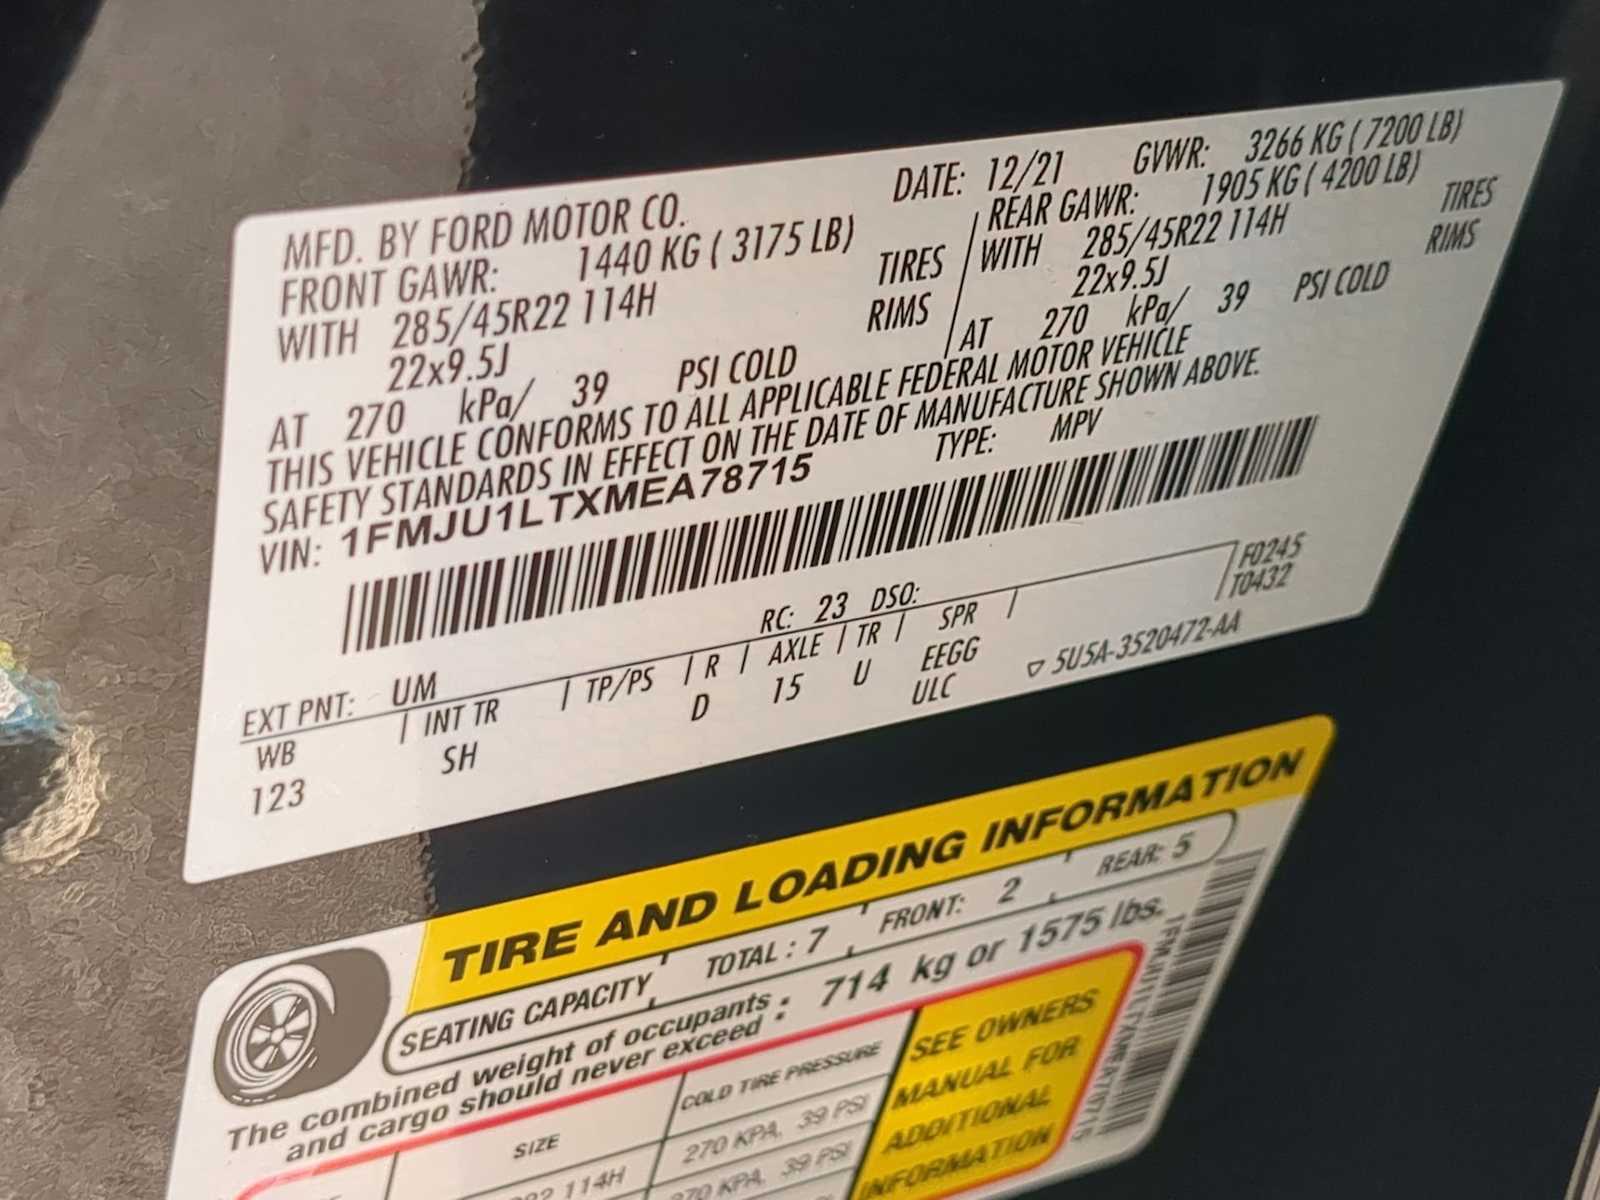 MFD. BY FORD MOTOR CO. DATE: 12/21 GVWR: 3266 KG ( 7200 LB)
FRONT GAWR: 1440 KG ( 3175 LB) REAR GAWR: 1905 KG ( 4200 LB)
WITH 285/45R22 114H TIRES WITH 285/45R22 114H TIRES
22x9.5J RIMS 22x9.5J RIMS
AT 270 kPa/ 39 PSI COLD AT 270 kPa/ 39 PSI COLD
THIS VEHICLE CONFORMS TO ALL APPLICABLE FEDERAL MOTOR VEHICLE
SAFETY STANDARDS IN EFFECT ON THE DATE OF MANUFACTURE SHOWN ABOVE.
VIN: 1FMJU1LTXMEA78715 TYPE: MPV
F0245
T0432
EXT PNT: UM RC: 23 DSO:
WB | INT TR | TP/PS | R | AXLE | TR | SPR |
123 SH D 15 U EEGG
ULC
▽ 5U5A-3520472-AA
TIRE AND LOADING INFORMATION
SEATING CAPACITY TOTAL : 7 FRONT: 2 REAR: 5
The combined weight of occupants
and cargo should never exceed : 714 kg or 1575 lbs.
SIZE COLD TIRE PRESSURE
114H 270 KPA, 39 PSI
270 KPA, 39 PSI
SEE OWNERS
MANUAL FOR
ADDITIONAL
INFORMATION
1FMJU1LTXMEA78715